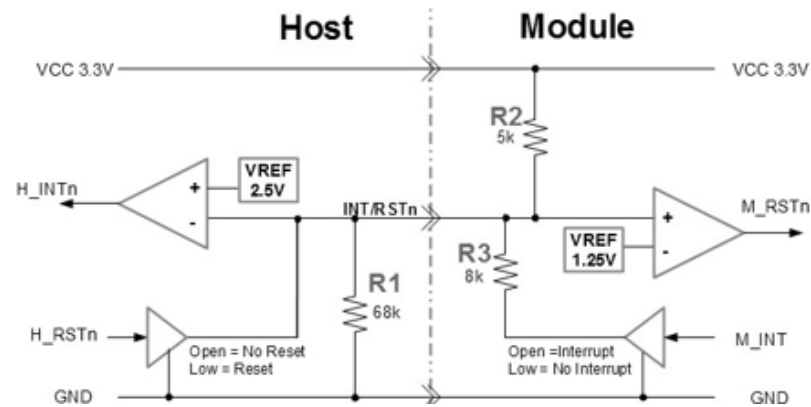 Host
Module
VCC 3.3V
VCC 3.3V
R2
5k
H_INTn
+
-
VREF
2.5V
INT/RSTn
+
-
M_RSTn
VREF
1.25V
R3
8k
R1
68k
H_RSTn
Open = No Reset
Low = Reset
Open =Interrupt
Low = No Interrupt
M_INT
GND
GND